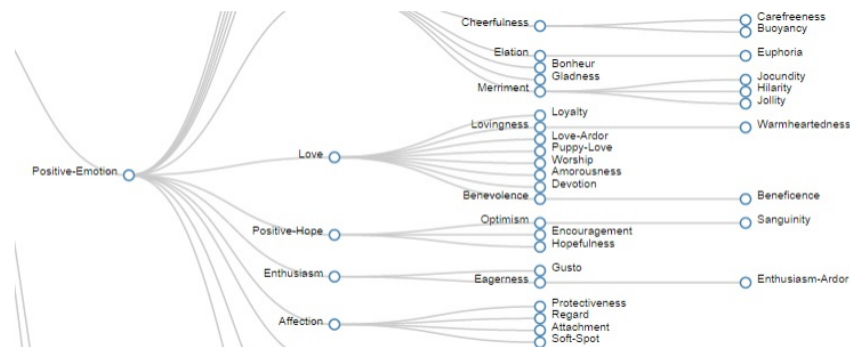 Carefreeness
Cheerfulness
Buoyancy
Elation
Euphoria
Bonheur
Gladness
Jocundity
Merriment
Hilarity
Jollity
Loyalty
Lovingness
Warmheartedness
Love-Ardor
Puppy-Love
Love
Worship
Positive-Emotion
Amorousness
Devotion
Benevolence
Beneficence
Optimism
Sanguinity
Positive-Hope
Encouragement
Hopefulness
Gusto
Enthusiasm
Eagerness
Enthusiasm-Ardor
Protectiveness
Regard
Affection
Attachment
Soft-Spot